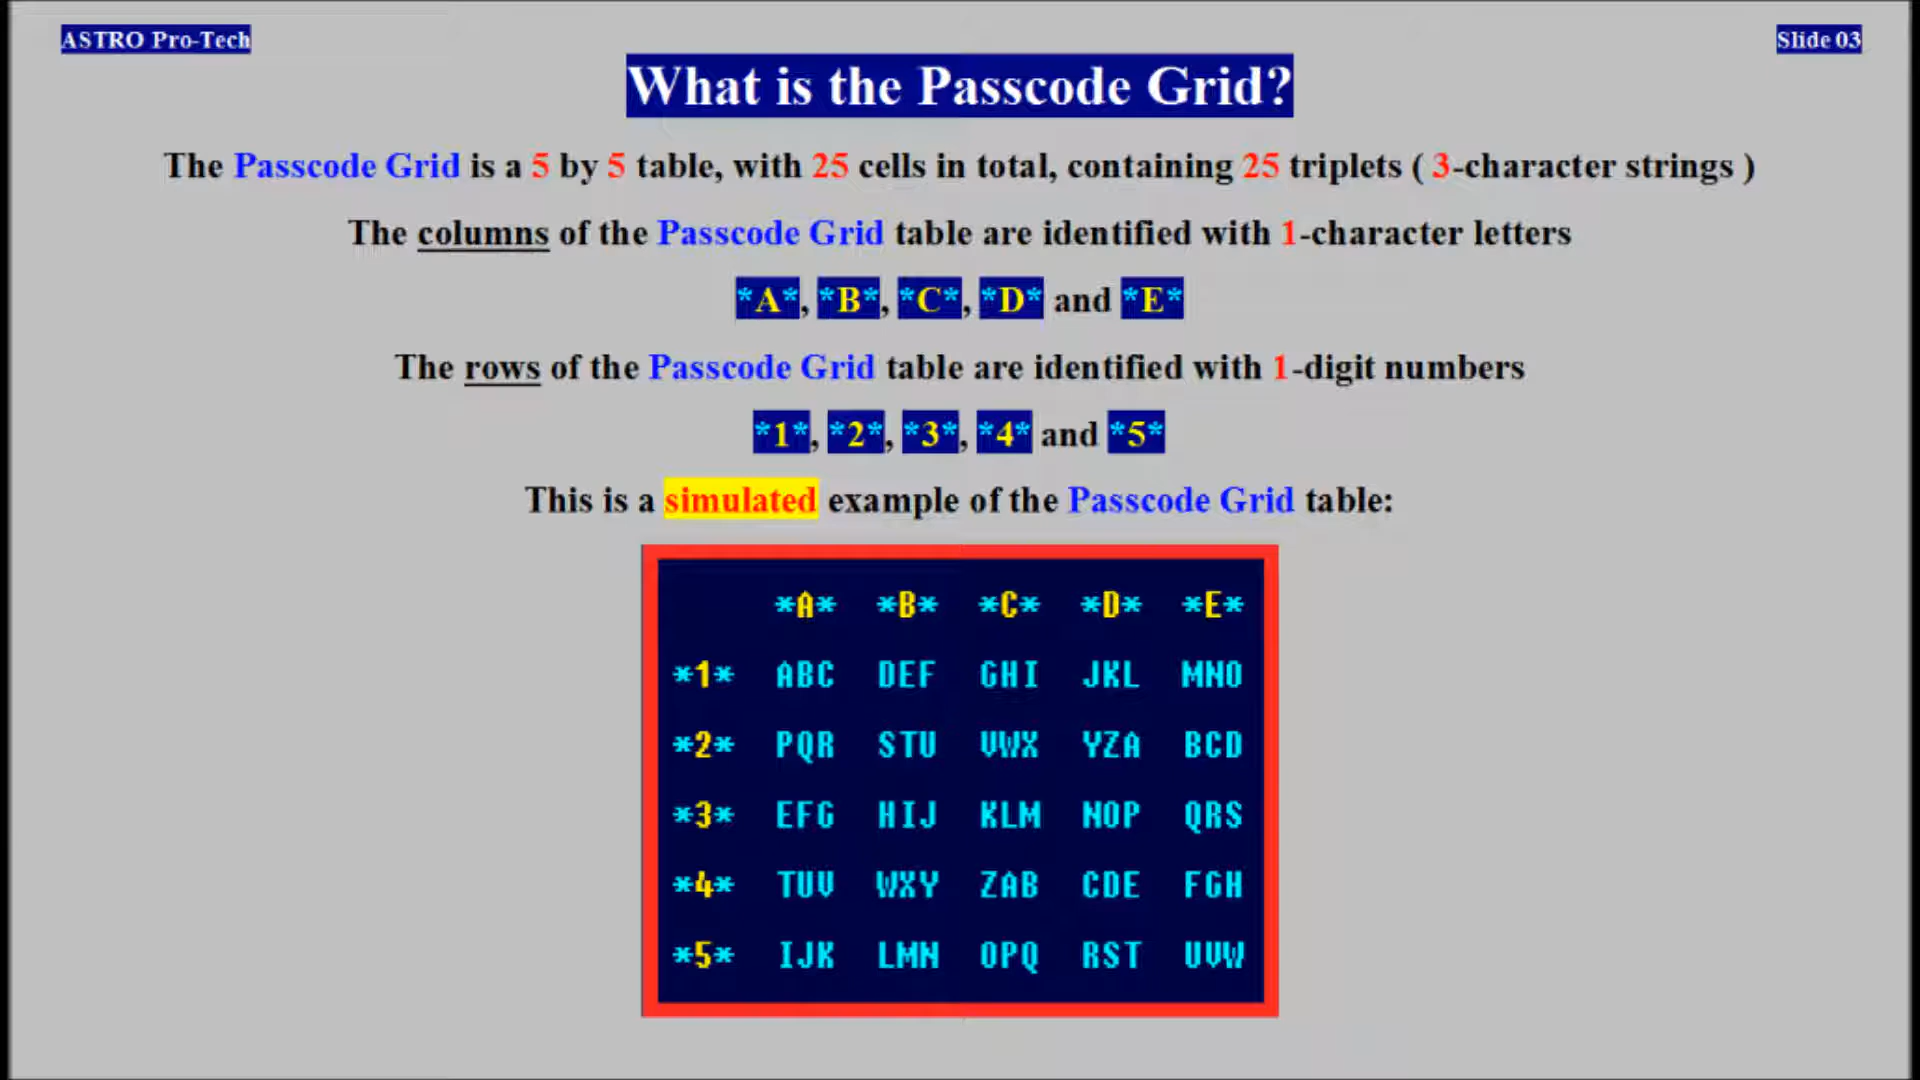 ASTRO Pro-Tech
Slide 03
What is the Passcode Grid?
The Passcode Grid is a 5 by 5 table, with 25 cells in total, containing 25 triplets ( 3-character strings )
The columns of the Passcode Grid table are identified with 1-character letters
*A*, *B*, *C*, *D* and *E*
The rows of the Passcode Grid table are identified with 1-digit numbers
*1*, *2*, *3*, *4* and *5*
This is a simulated example of the Passcode Grid table:
*A* *B* *C* *D* *E*
*1* ABC DEF GHI JKL MNO
*2* PQR STU VWX YZA BCD
*3* EFG HIJ KLM NOP QRS
*4* TUV WXY ZAB CDE FGH
*5* IJK LMN OPQ RST UVW